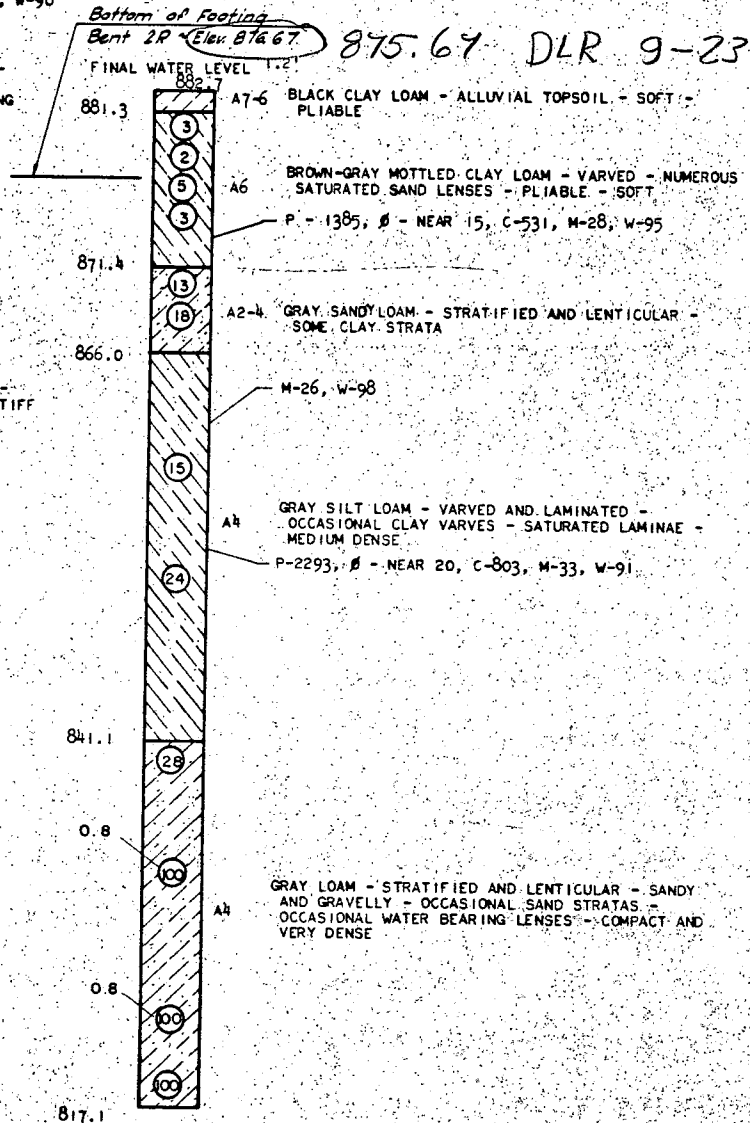 W-98
Bottom of Footing
Bent 2R - Elev. 876.67 875.67 DLR 9-23
FINAL WATER LEVEL 1.2'
882.7
NG
881.3
A7-6 BLACK CLAY LOAM - ALLUVIAL TOPSOIL - SOFT -
PLIABLE
3
2
5
3
A6 BROWN-GRAY MOTTLED CLAY LOAM - VARVED - NUMEROUS
SATURATED SAND LENSES - PLIABLE - SOFT
P - 1385, Ø - NEAR 15, C-531, M-28, W-95
871.4
13
18
A2-4 GRAY SANDY LOAM - STRATIFIED AND LENTICULAR -
SOME CLAY STRATA
866.0
TIFF
M-26, W-98
15
A4 GRAY SILT LOAM - VARVED AND LAMINATED -
OCCASIONAL CLAY VARVES - SATURATED LAMINAE -
MEDIUM DENSE
24
P-2293, Ø - NEAR 20, C-803, M-33, W-91
841.1
28
0.8
100
A4 GRAY LOAM - STRATIFIED AND LENTICULAR - SANDY
AND GRAVELLY - OCCASIONAL SAND STRATAS -
OCCASIONAL WATER BEARING LENSES - COMPACT AND
VERY DENSE
0.8
100
100
817.1